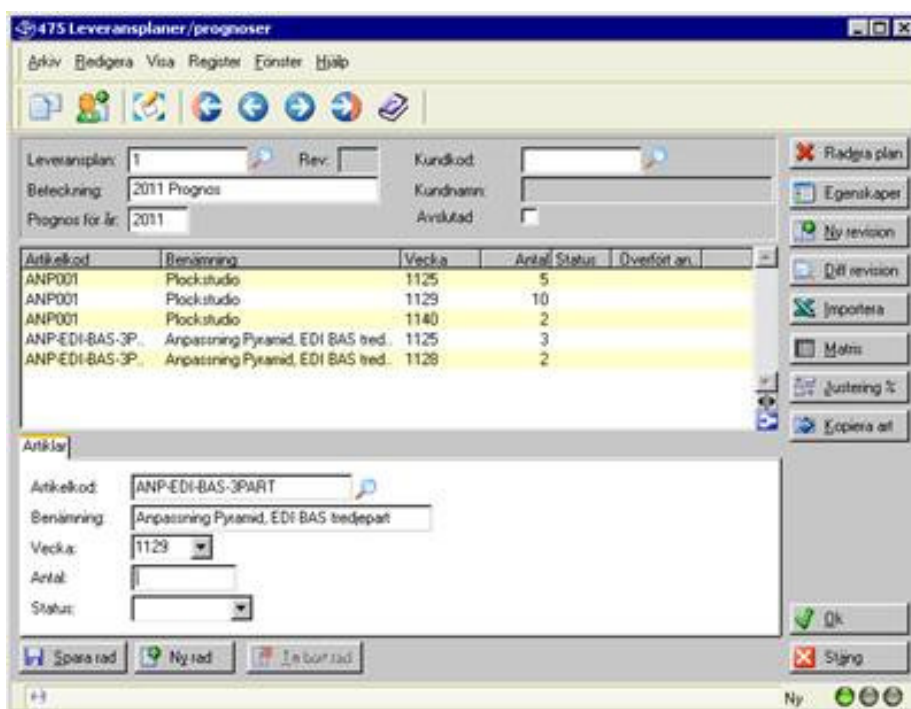 475 Leveransplaner/prognoser
Arkiv Redigera Visa Register Fönster Hjälp
Leveransplan: 1 Rev: Kundkod:
Beteckning: 2011 Prognos Kundnamn:
Prognos för år: 2011 Avslutad
Artikelkod Benämning Vecka Antal Status Överfört an..
ANP001 Plockstudio 1125 5
ANP001 Plockstudio 1129 10
ANP001 Plockstudio 1140 2
ANP-EDI-BAS-3P.. Anpassning Pyramid, EDI BAS tred.. 1125 3
ANP-EDI-BAS-3P.. Anpassning Pyramid, EDI BAS tred.. 1128 2
Radera plan
Egenskaper
Ny revision
Diff revision
Importera
Matris
Justering %
Kopiera art
Artiklar
Artikelkod: ANP-EDI-BAS-3PART
Benämning: Anpassning Pyramid, EDI BAS tredjepart
Vecka: 1129
Antal:
Status:
Spara rad Ny rad Ta bort rad
Ok
Stäng
Ny